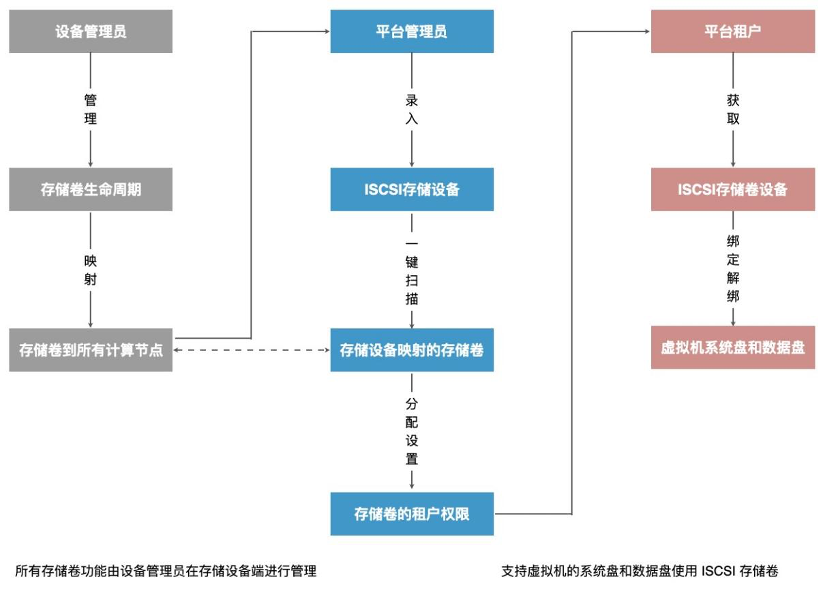 设备管理员
管理
存储卷生命周期
映射
存储卷到所有计算节点
平台管理员
录入
ISCSI存储设备
一键扫描
存储设备映射的存储卷
分配设置
存储卷的租户权限
平台租户
获取
ISCSI存储卷设备
绑定解绑
虚拟机系统盘和数据盘
所有存储卷功能由设备管理员在存储设备端进行管理
支持虚拟机的系统盘和数据盘使用 ISCSI 存储卷